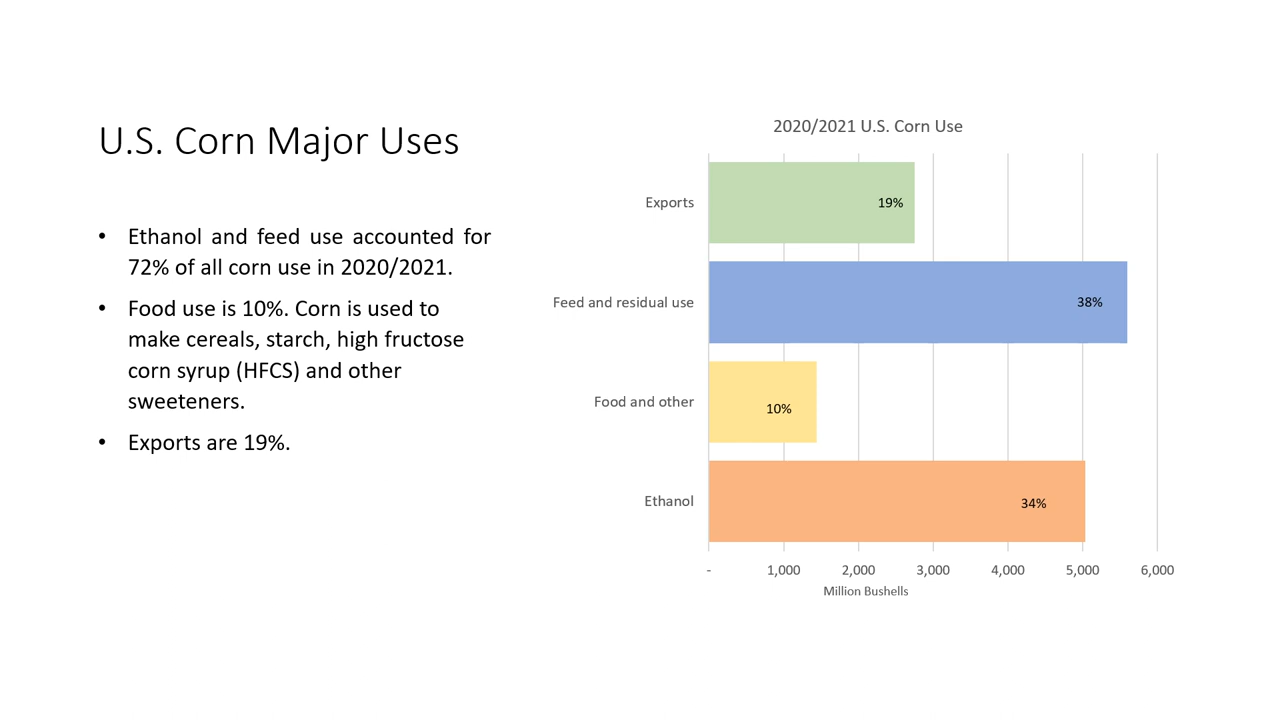 U.S. Corn Major Uses
• Ethanol and feed use accounted for
72% of all corn use in 2020/2021.
• Food use is 10%. Corn is used to
make cereals, starch, high fructose
corn syrup (HFCS) and other
sweeteners.
• Exports are 19%.
2020/2021 U.S. Corn Use
Exports 19%
Feed and residual use 38%
Food and other 10%
Ethanol 34%
- 1,000 2,000 3,000 4,000 5,000 6,000
Million Bushells